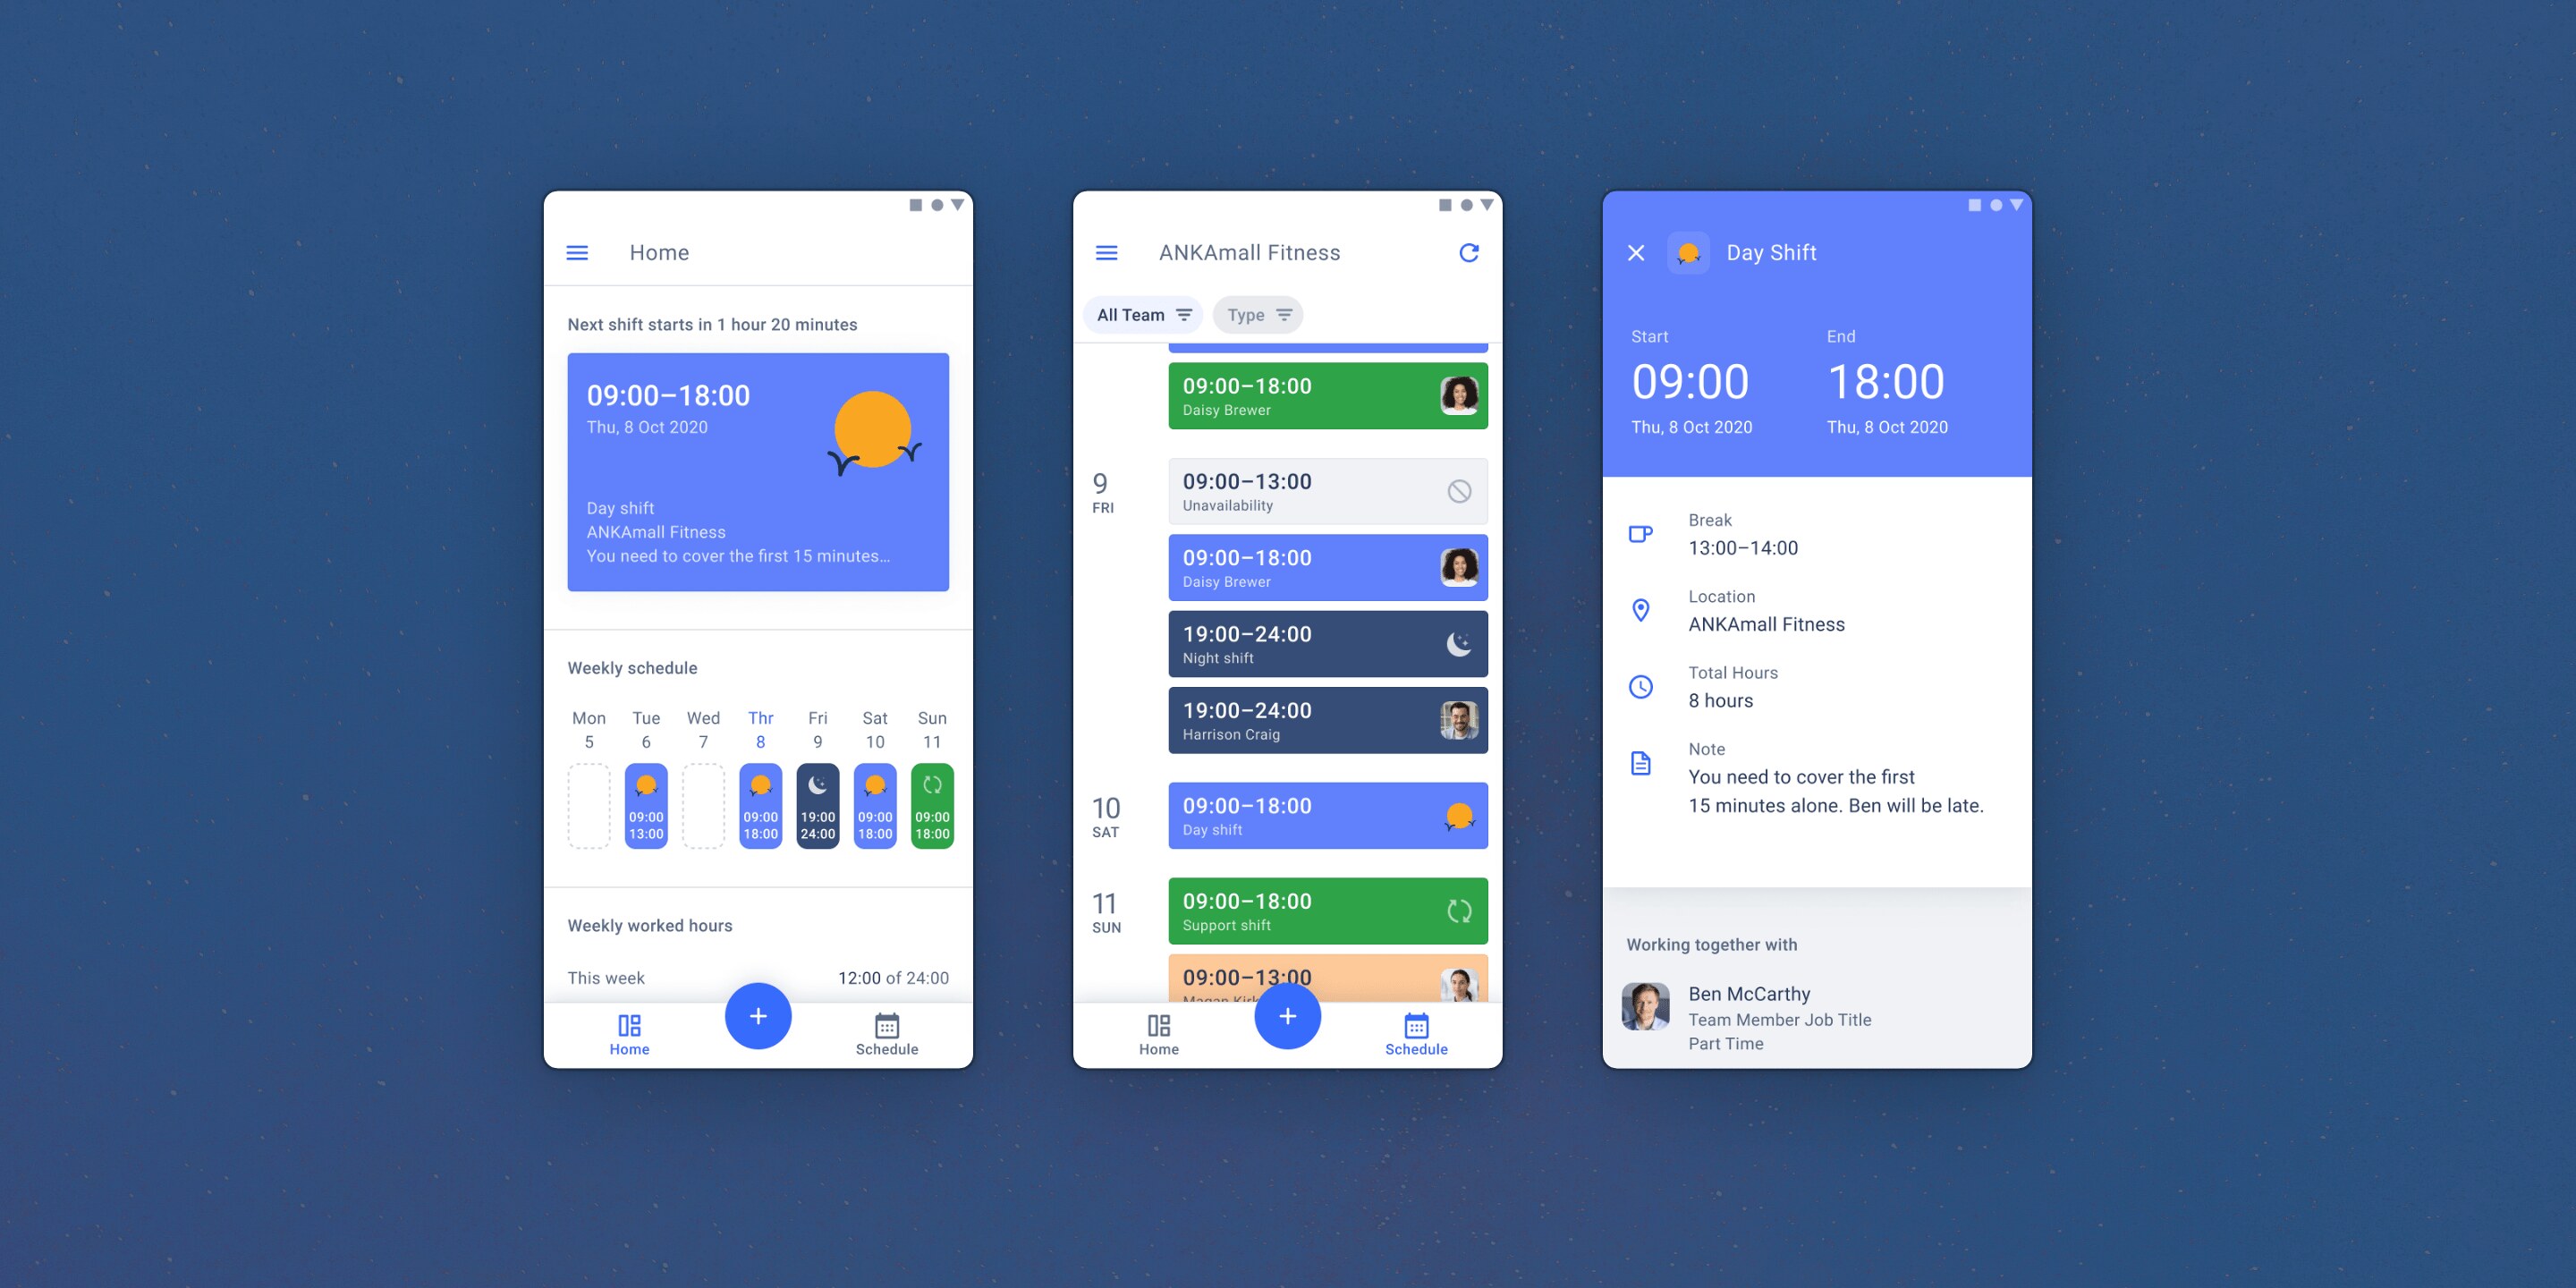 Home
Next shift starts in 1 hour 20 minutes
09:00–18:00
Thu, 8 Oct 2020
Day shift
ANKAmall Fitness
You need to cover the first 15 minutes...
Weekly schedule
Mon Tue Wed Thr Fri Sat Sun
5 6 7 8 9 10 11
09:00 09:00 19:00 09:00 09:00
13:00 18:00 24:00 18:00 18:00
Weekly worked hours
This week 12:00 of 24:00
Home Schedule
ANKAmall Fitness
All Team Type
09:00–18:00
Daisy Brewer
9
FRI
09:00–13:00
Unavailability
09:00–18:00
Daisy Brewer
19:00–24:00
Night shift
19:00–24:00
Harrison Craig
10
SAT
09:00–18:00
Day shift
11
SUN
09:00–18:00
Support shift
09:00–13:00
Home Schedule
Day Shift
Start End
09:00 18:00
Thu, 8 Oct 2020 Thu, 8 Oct 2020
Break
13:00–14:00
Location
ANKAmall Fitness
Total Hours
8 hours
Note
You need to cover the first
15 minutes alone. Ben will be late.
Working together with
Ben McCarthy
Team Member Job Title
Part Time